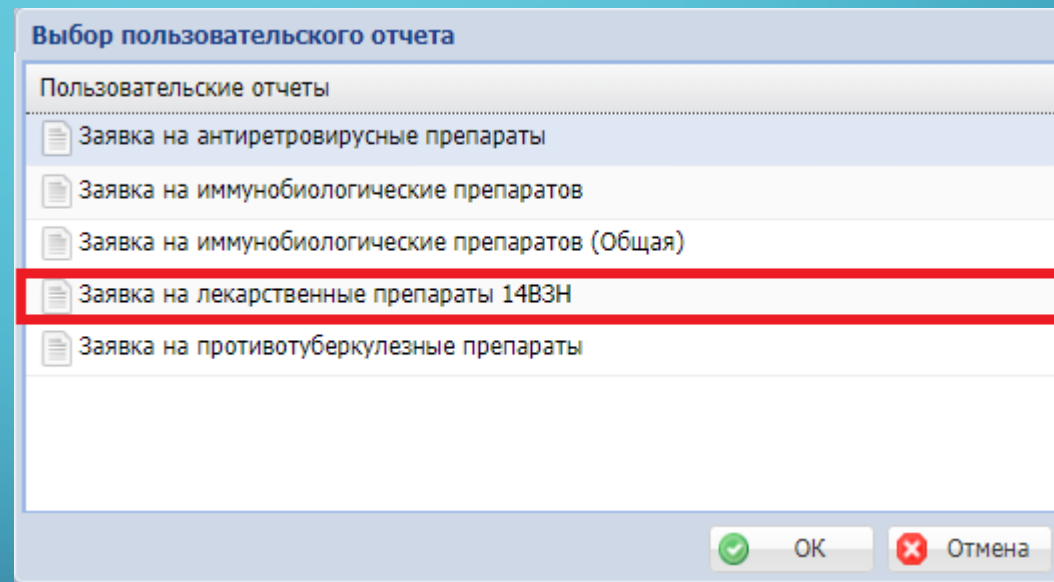 Выбор пользовательского отчета
Пользовательские отчеты
Заявка на антиретровирусные препараты
Заявка на иммунобиологические препаратов
Заявка на иммунобиологические препаратов (Общая)
Заявка на лекарственные препараты 14ВЗН
Заявка на противотуберкулезные препараты
ОК
Отмена